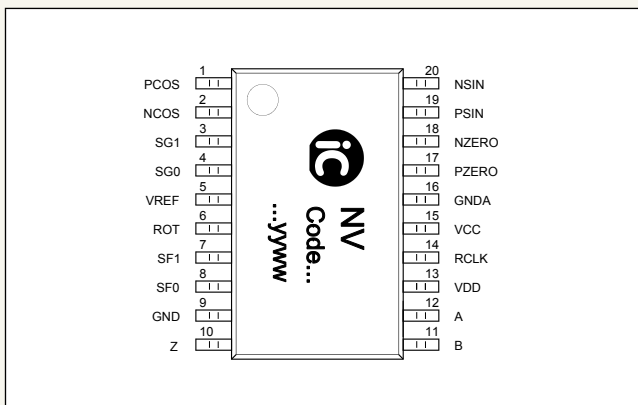 1 20
PCOS NSIN
2 19
NCOS PSIN
3 18
SG1 NZERO
4 17
SG0 PZERO
5 16
VREF GNDA
6 15
ROT VCC
7 14
SF1 RCLK
8 13
SF0 VDD
9 12
GND A
10 11
Z B
iC
NV
Code...
...yyww